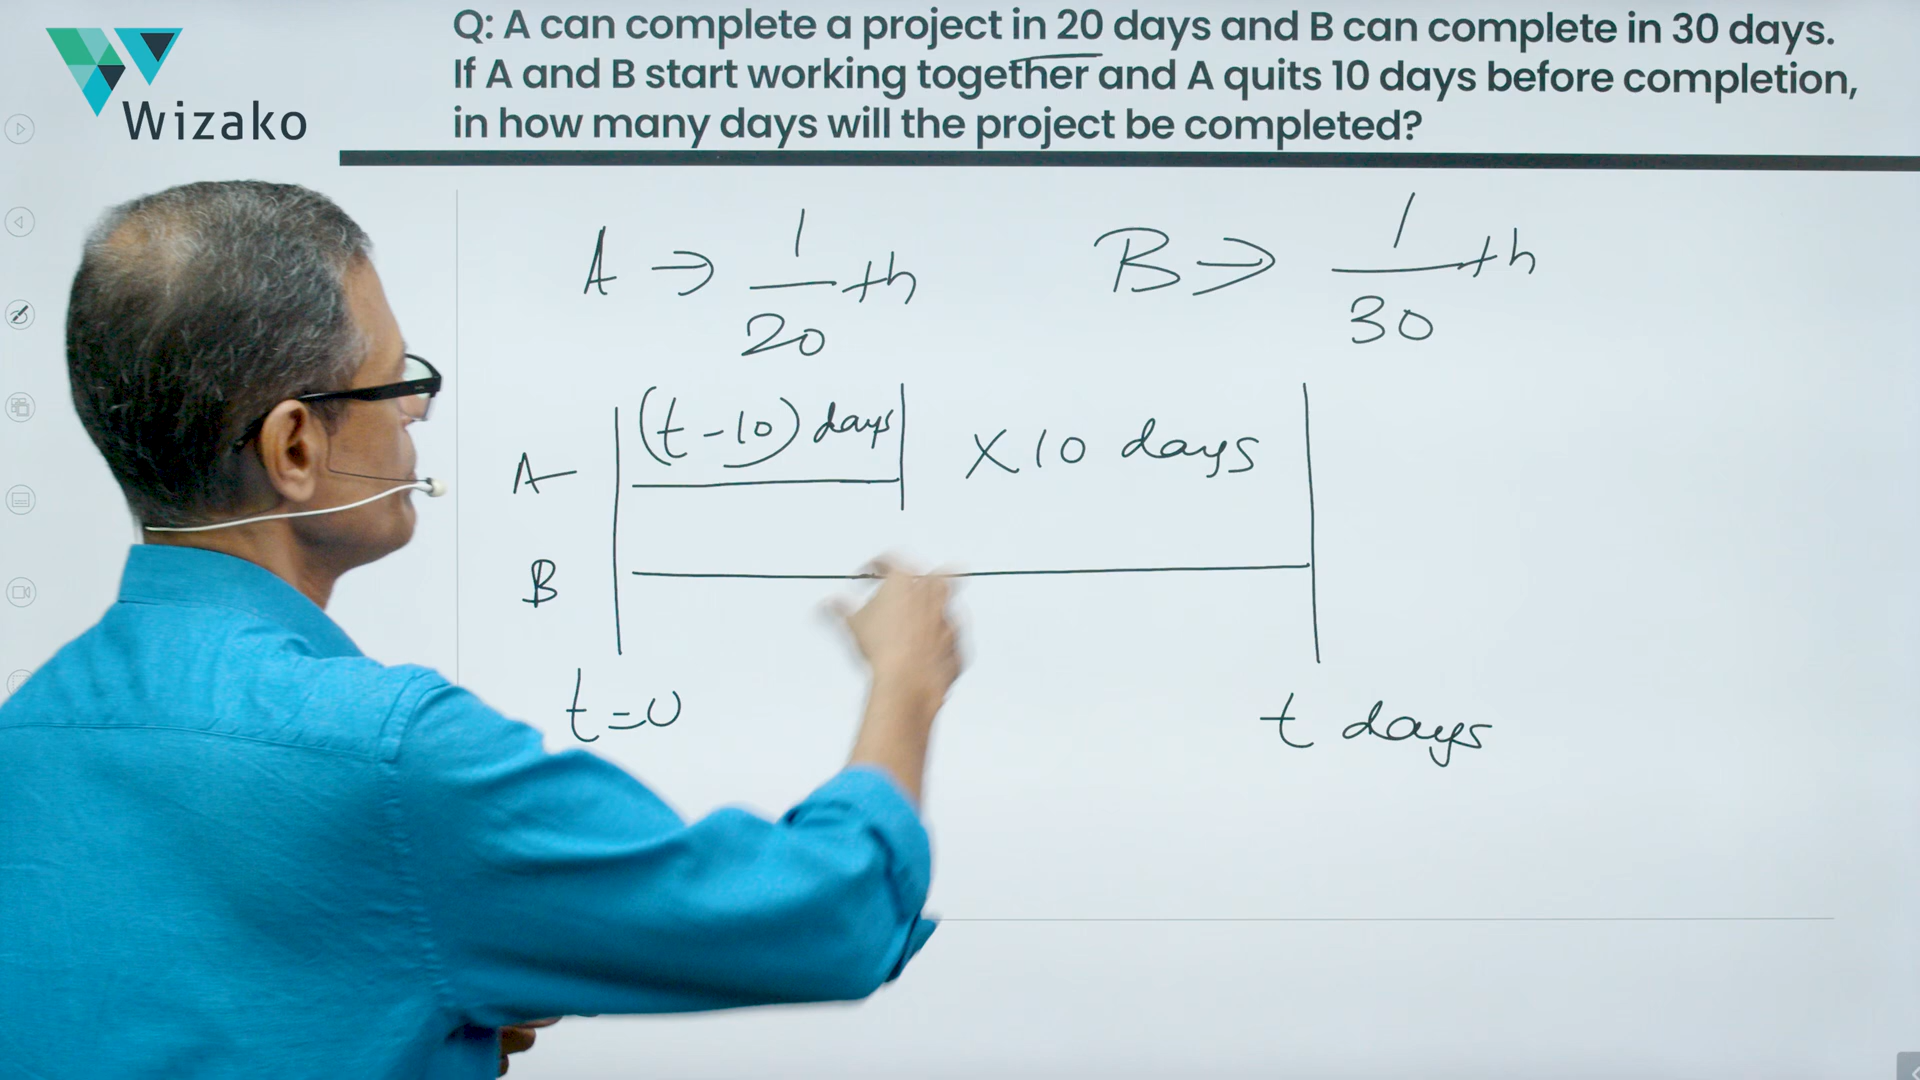 Wizako
Q: A can complete a project in 20 days and B can complete in 30 days.
If A and B start working together and A quits 10 days before completion,
in how many days will the project be completed?
A → 1/20 th
B ⇒ 1/30 th
A (t-10) days X 10 days
B
t=0
t days